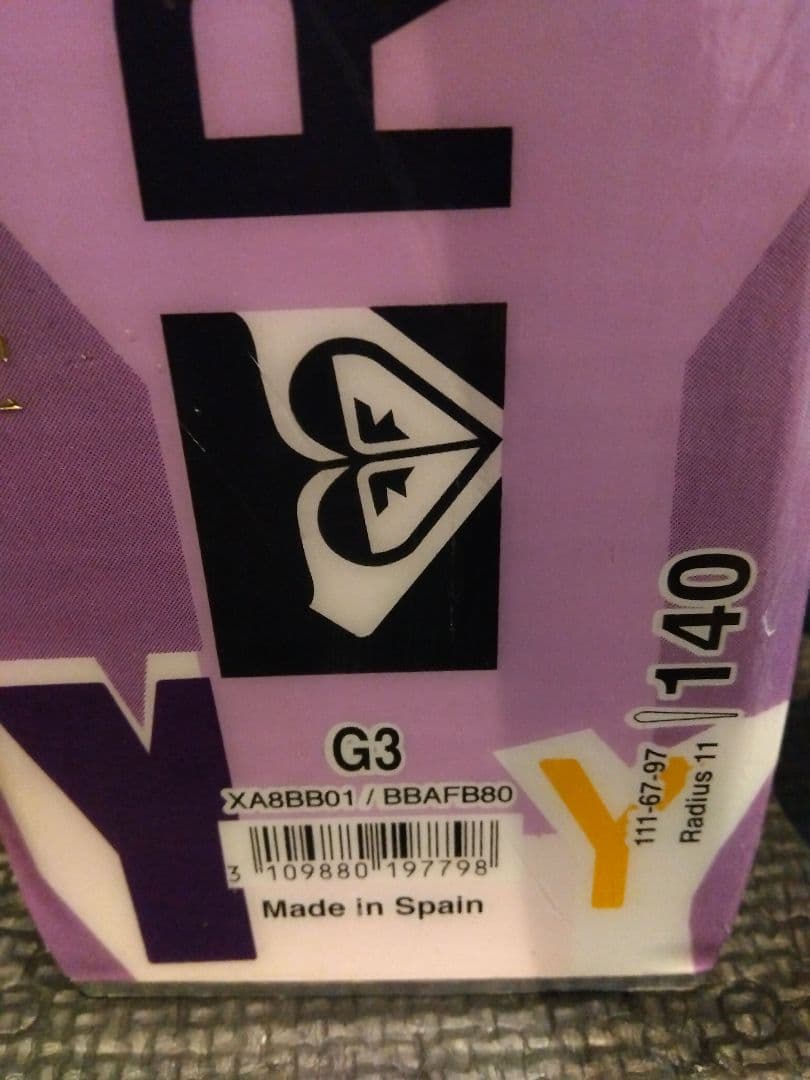 R
Y
G3
XA8BB01 / BBAFB80
3 109880 197798
Made in Spain
Y
140
111-67-97
Radius 11